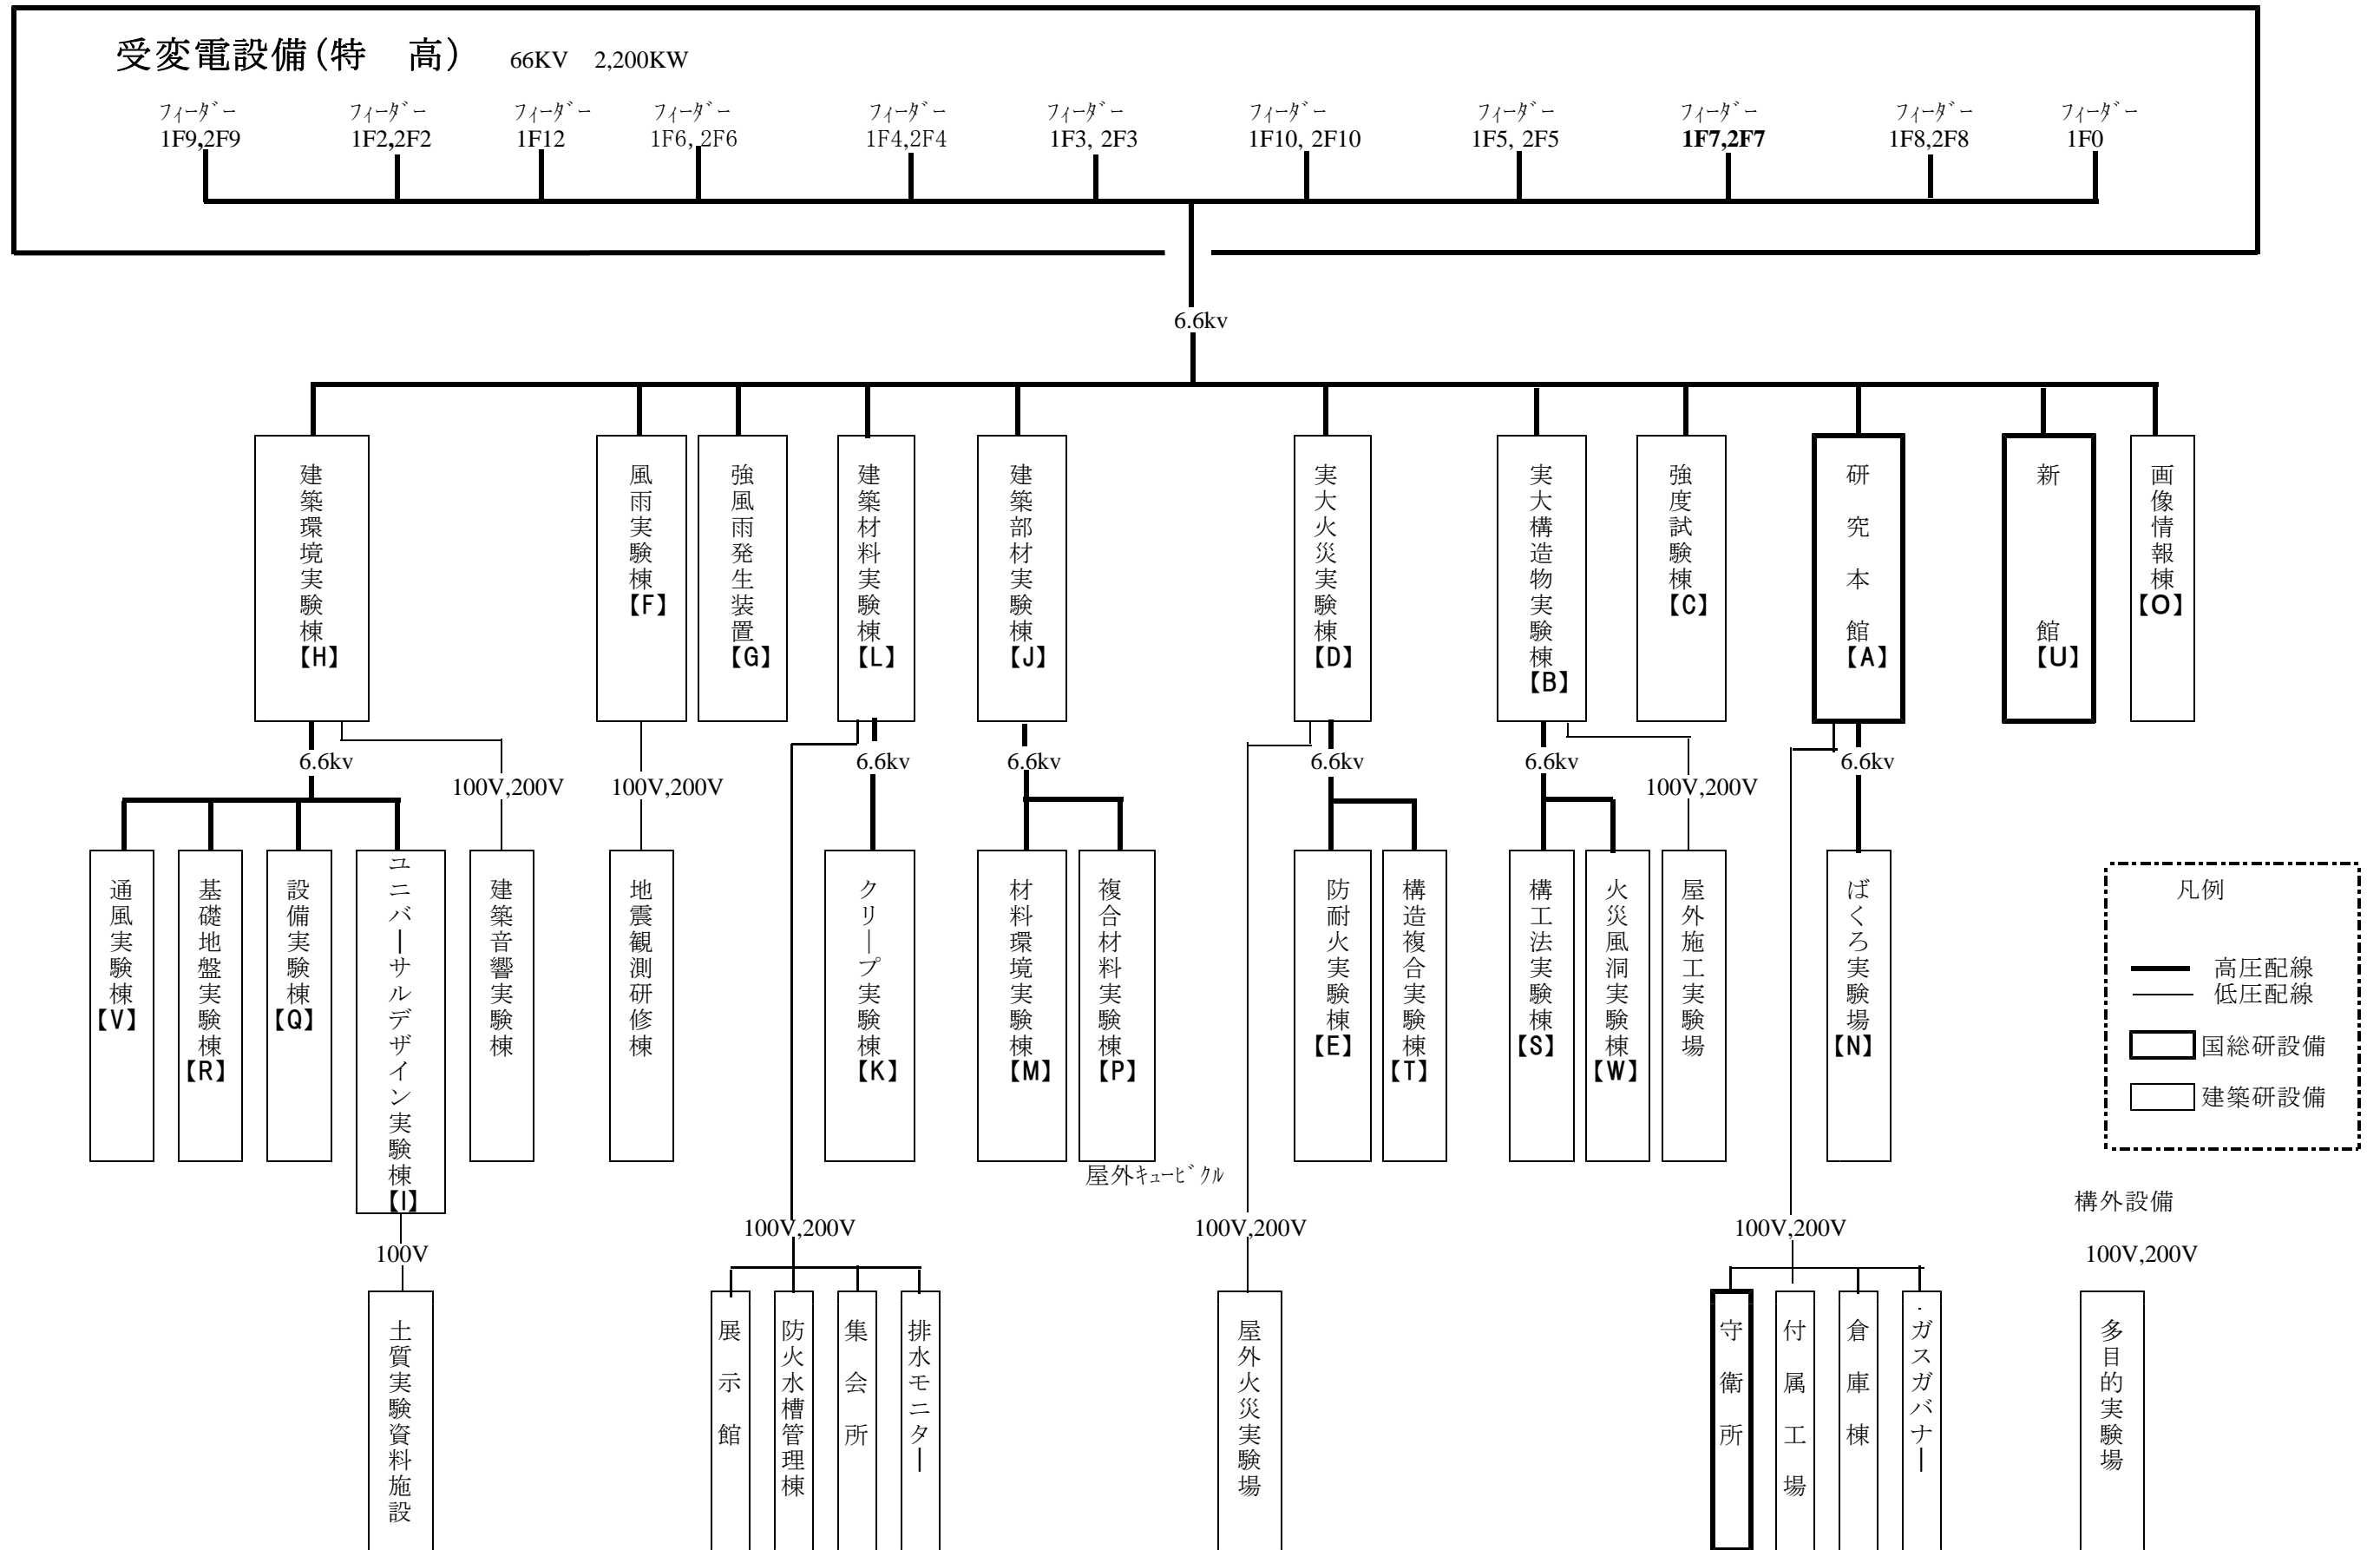 受変電設備(特　高)　66KV　2,200KW
ﾌｨｰﾀﾞｰ
1F9,2F9
ﾌｨｰﾀﾞｰ
1F2,2F2
ﾌｨｰﾀﾞｰ
1F12
ﾌｨｰﾀﾞｰ
1F6, 2F6
ﾌｨｰﾀﾞｰ
1F4,2F4
ﾌｨｰﾀﾞｰ
1F3, 2F3
ﾌｨｰﾀﾞｰ
1F10, 2F10
ﾌｨｰﾀﾞｰ
1F5, 2F5
ﾌｨｰﾀﾞｰ
1F7,2F7
ﾌｨｰﾀﾞｰ
1F8,2F8
ﾌｨｰﾀﾞｰ
1F0
6.6kv
建築環境実験棟【H】
風雨実験棟【F】
強風雨発生装置【G】
建築材料実験棟【L】
建築部材実験棟【J】
実大火災実験棟【D】
実大構造物実験棟【B】
強度試験棟【C】
研究本館【A】
新館【U】
画像情報棟【O】
6.6kv
100V,200V
100V,200V
6.6kv
6.6kv
6.6kv
6.6kv
100V,200V
6.6kv
通風実験棟【V】
基礎地盤実験棟【R】
設備実験棟【Q】
ユニバーサルデザイン実験棟【I】
建築音響実験棟
地震観測研修棟
クリープ実験棟【K】
材料環境実験棟【M】
複合材料実験棟【P】
防耐火実験棟【E】
構造複合実験棟【T】
構工法実験棟【S】
火災風洞実験棟【W】
屋外施工実験場
ばくろ実験場【N】
凡例
高圧配線
低圧配線
国総研設備
建築研設備
屋外ｷｭｰﾋﾞｸﾙ
構外設備
100V
100V,200V
100V,200V
100V,200V
100V,200V
土質実験資料施設
展示館
防火水槽管理棟
集会所
排水モニター
屋外火災実験場
守衛所
付属工場
倉庫棟
・ガスガバナー
多目的実験場